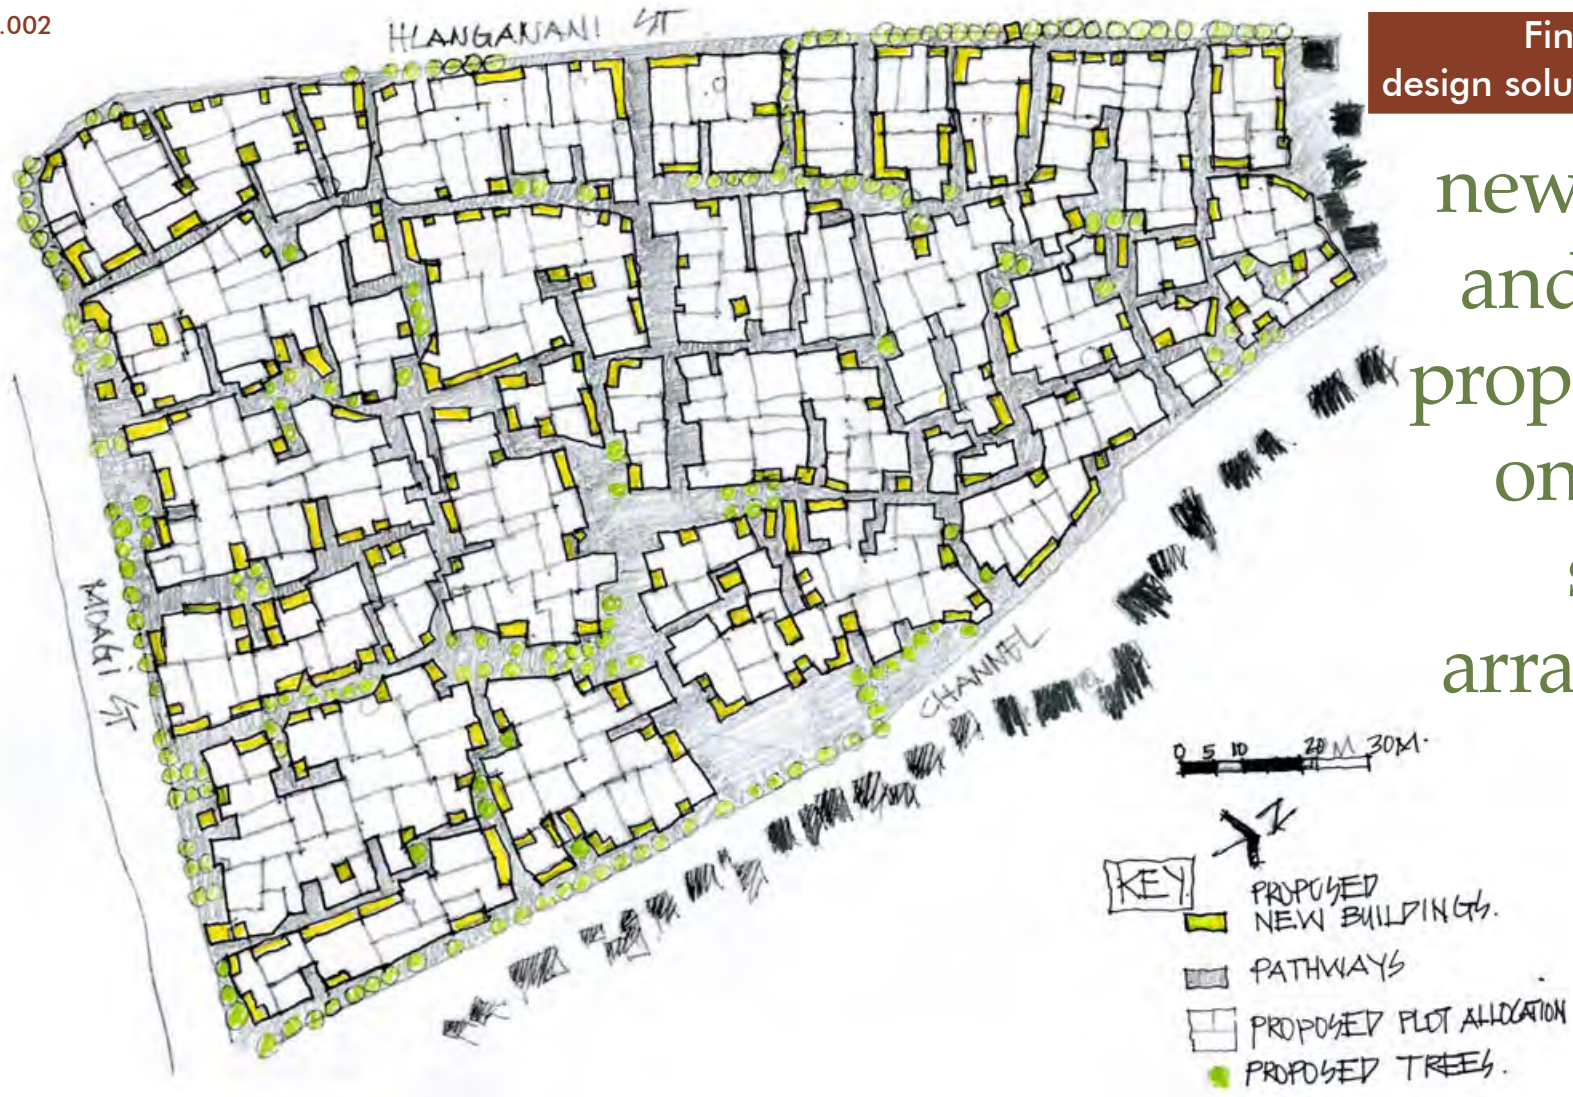 .002
HLANGANANI ST
Fin
design solu
new
and
prop
on
s
arra
MDAGI ST
CHANNEL
0 5 10 20 M 30M.
N
KEY.
PROPOSED
NEW BUILDINGS.
PATHWAYS
PROPOSED PLOT ALLOCATION
PROPOSED TREES.